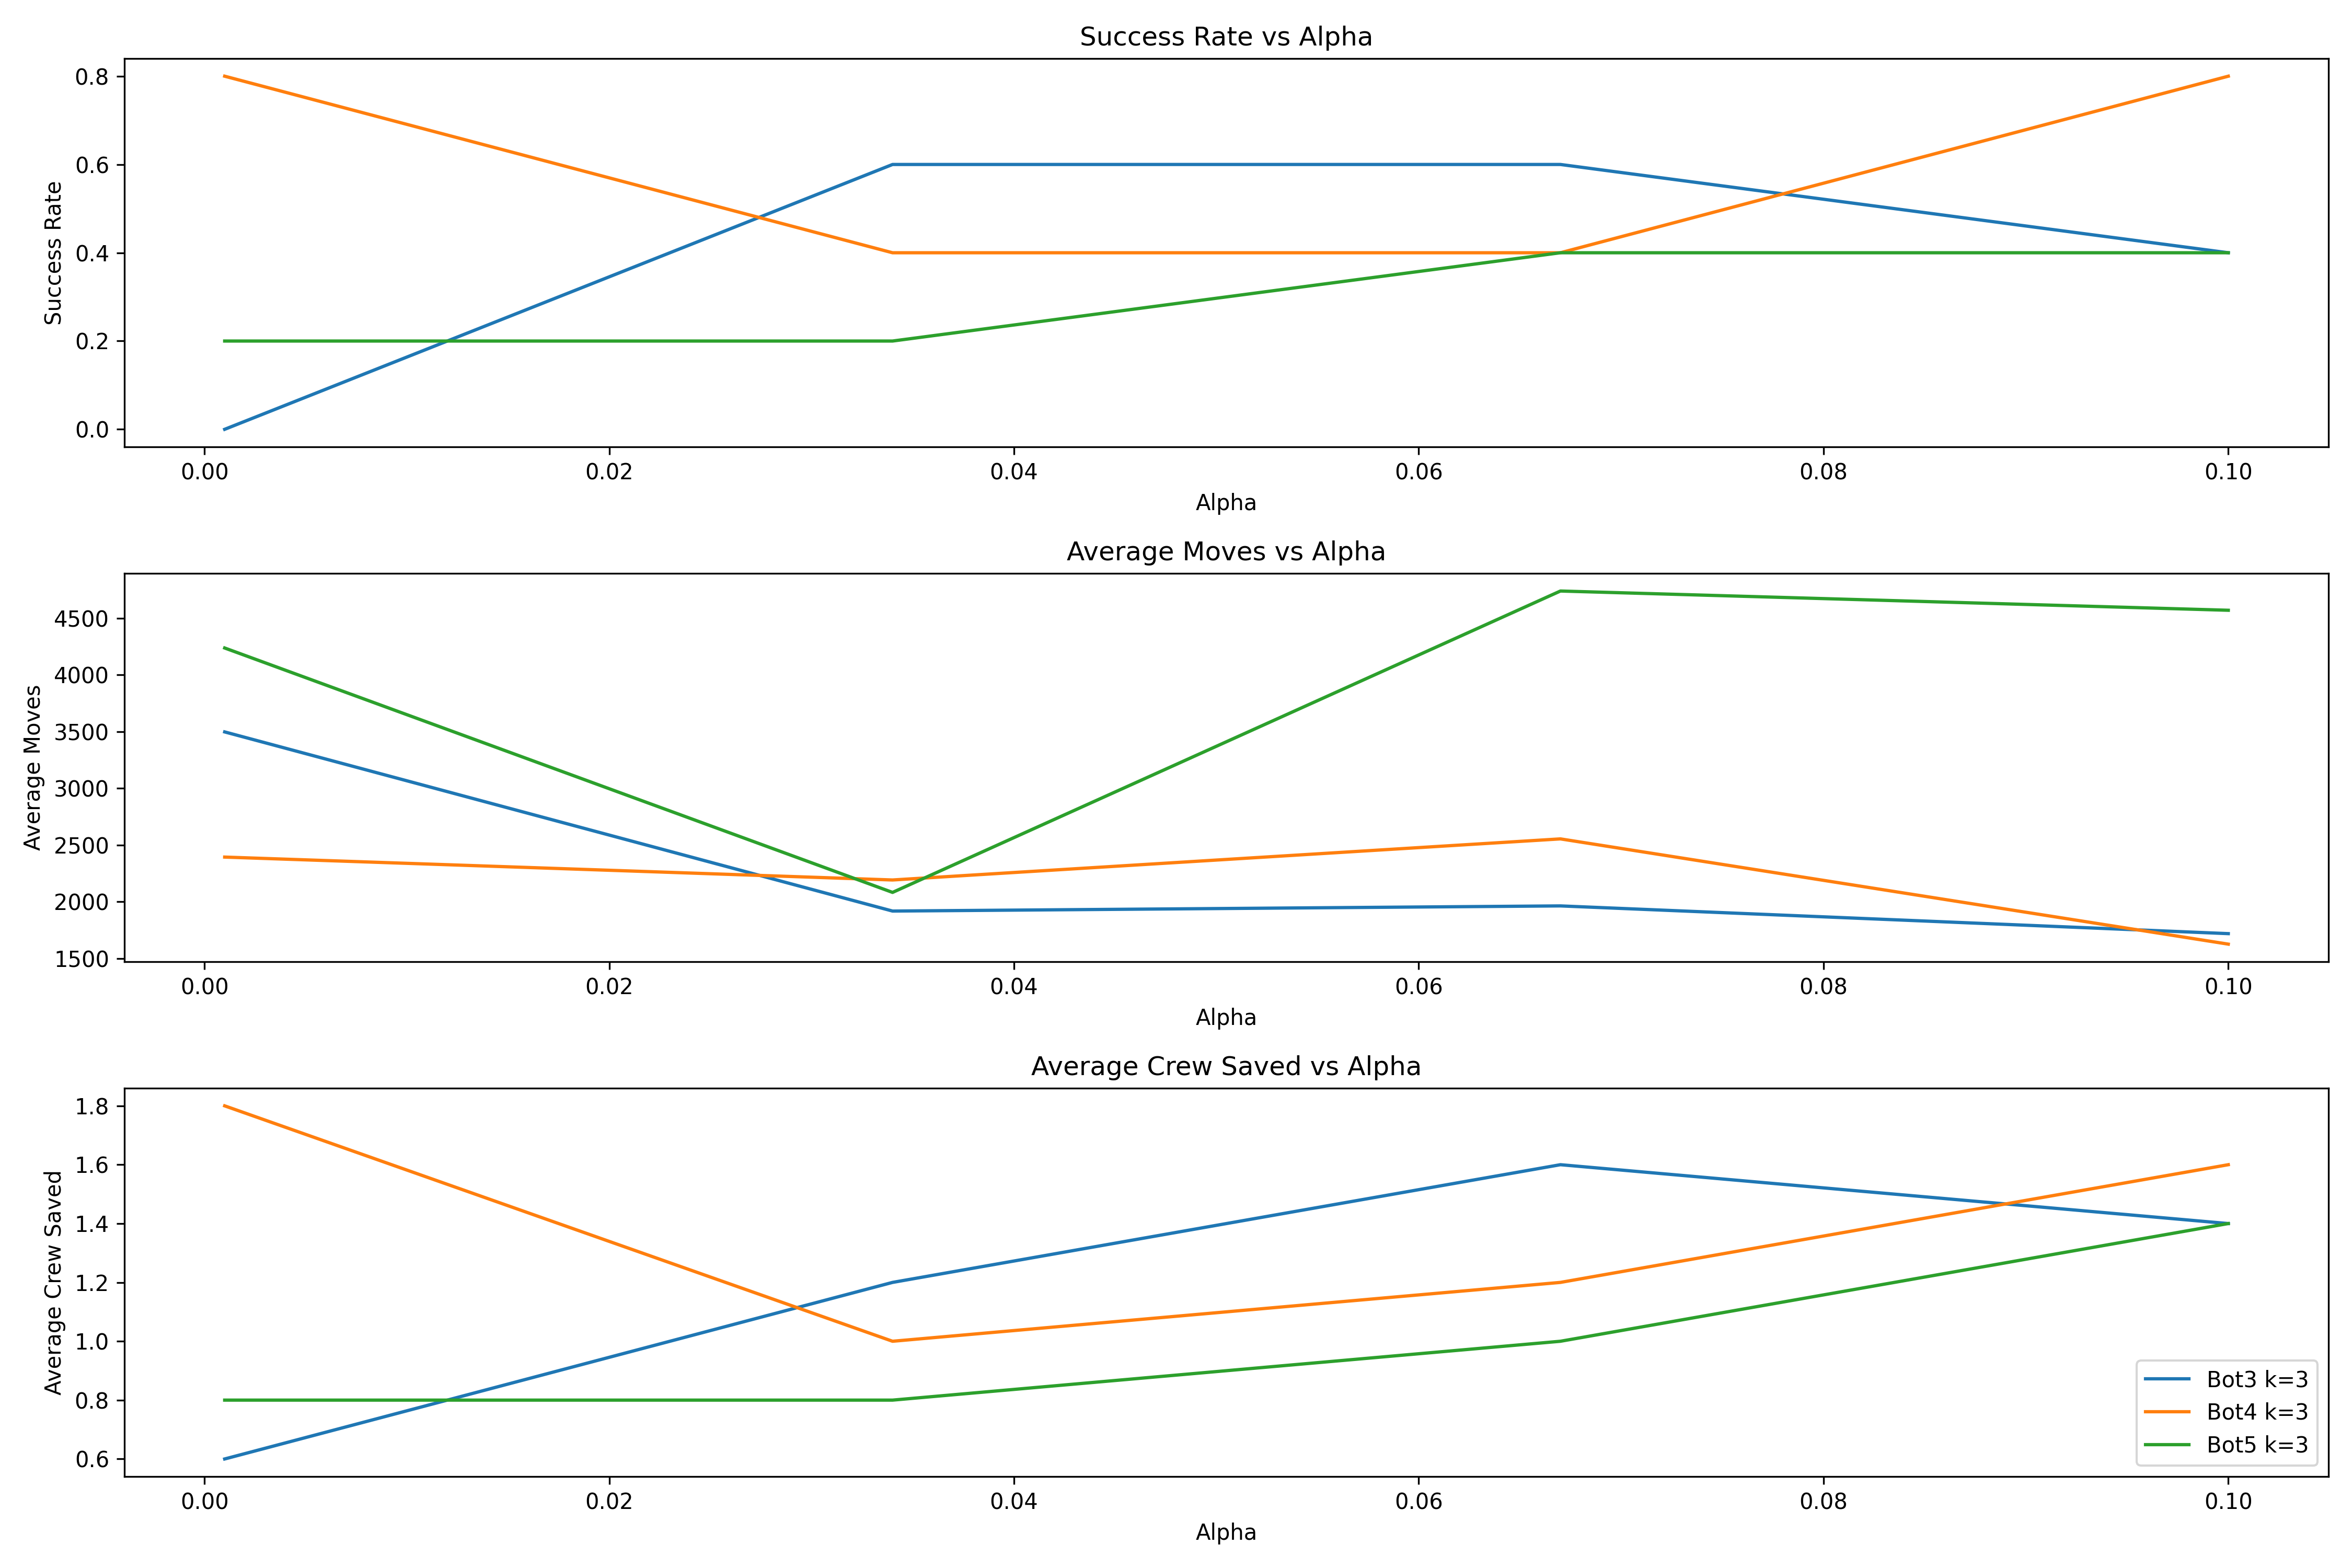 Success Rate vs Alpha
Success Rate
0.8
0.6
0.4
0.2
0.0
0.00 0.02 0.04 0.06 0.08 0.10
Alpha
Average Moves vs Alpha
Average Moves
4500
4000
3500
3000
2500
2000
1500
0.00 0.02 0.04 0.06 0.08 0.10
Alpha
Average Crew Saved vs Alpha
Average Crew Saved
1.8
1.6
1.4
1.2
1.0
0.8
0.6
Bot3 k=3
Bot4 k=3
Bot5 k=3
0.00 0.02 0.04 0.06 0.08 0.10
Alpha